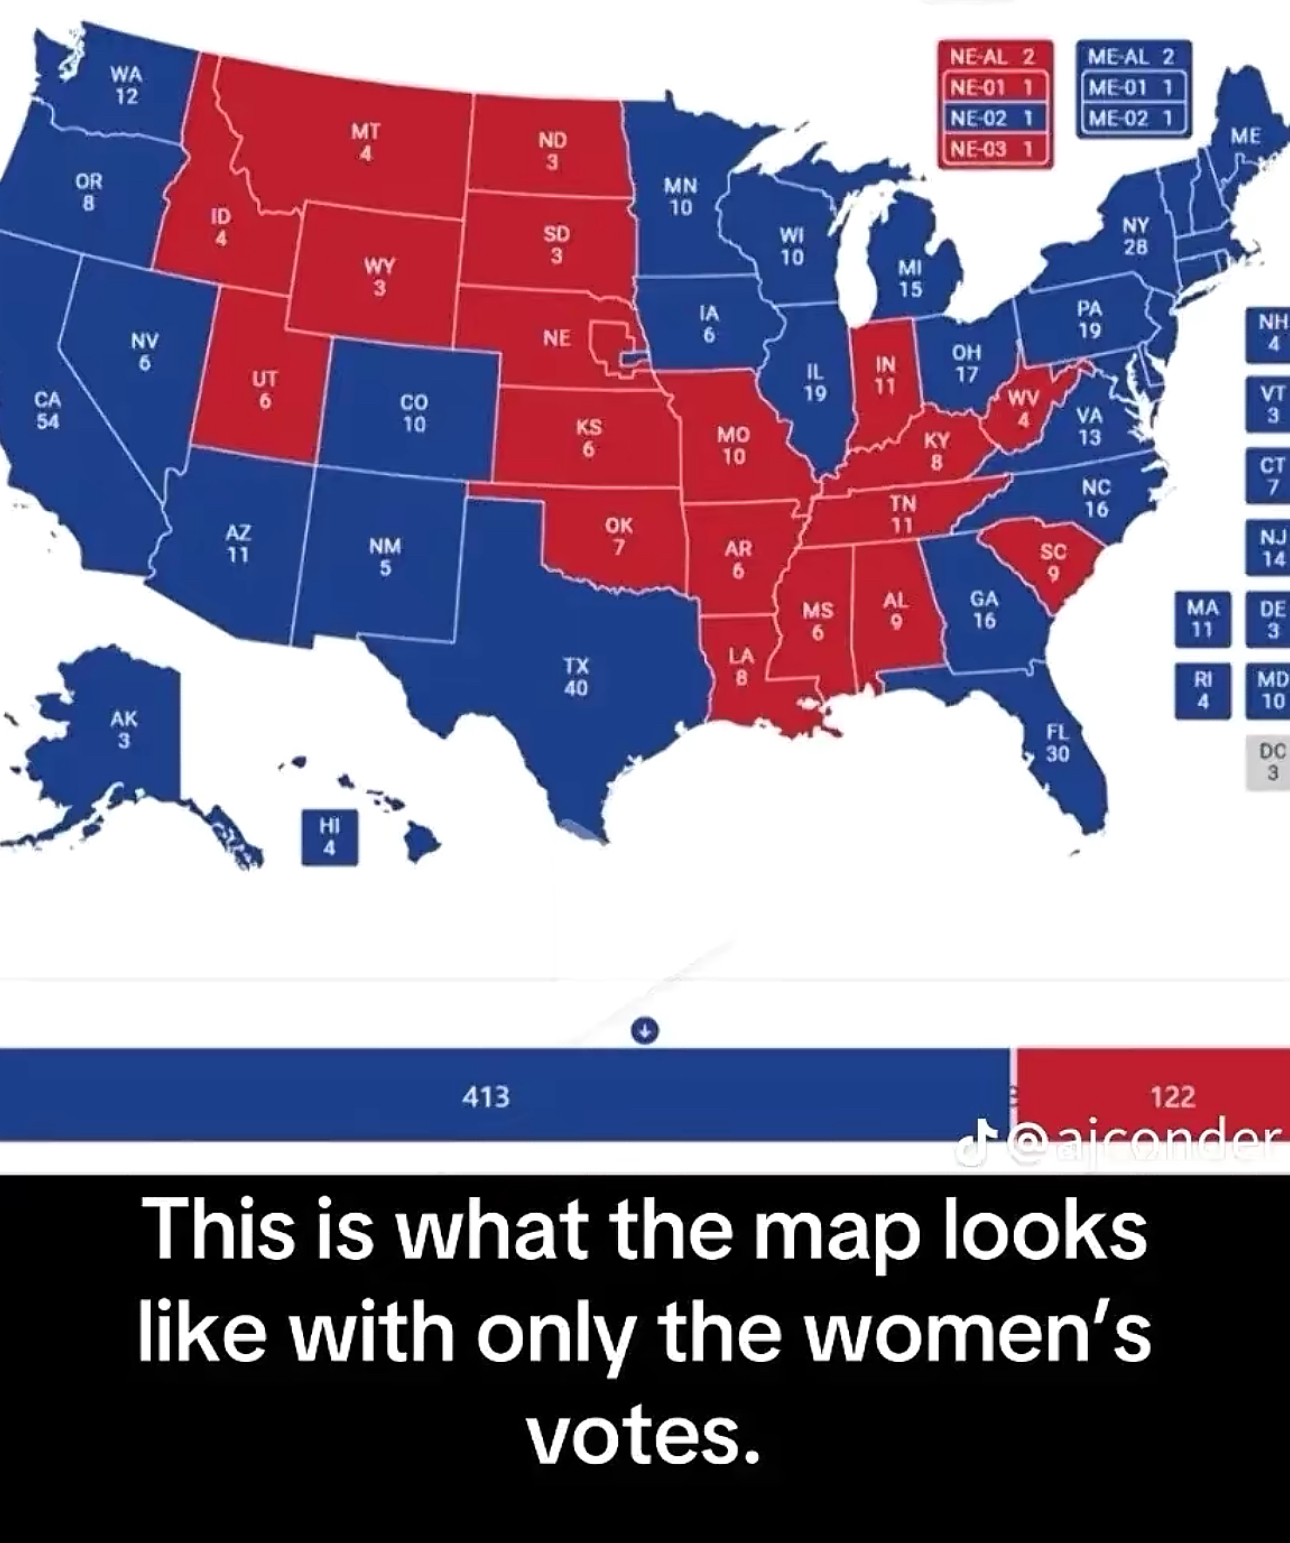 NE-AL 2
NE-01 1
NE-02 1
NE-03 1
ME-AL 2
ME-01 1
ME-02 1
WA
12
MT
4
ND
3
ME
OR
8
ID
4
MN
10
SD
3
WI
10
NY
28
WY
3
MI
15
NE
IA
6
PA
19
NH
4
NV
6
UT
6
CO
10
IL
19
IN
11
OH
17
WV
4
VA
13
VT
3
CA
54
KS
6
MO
10
KY
8
CT
7
NC
16
TN
11
OK
7
AZ
11
NM
5
AR
6
SC
9
NJ
14
MS
6
AL
9
GA
16
MA
11
DE
3
LA
8
TX
40
RI
4
MD
10
AK
3
FL
30
DC
3
HI
4
413
122
@ajconder
This is what the map looks
like with only the women's
votes.